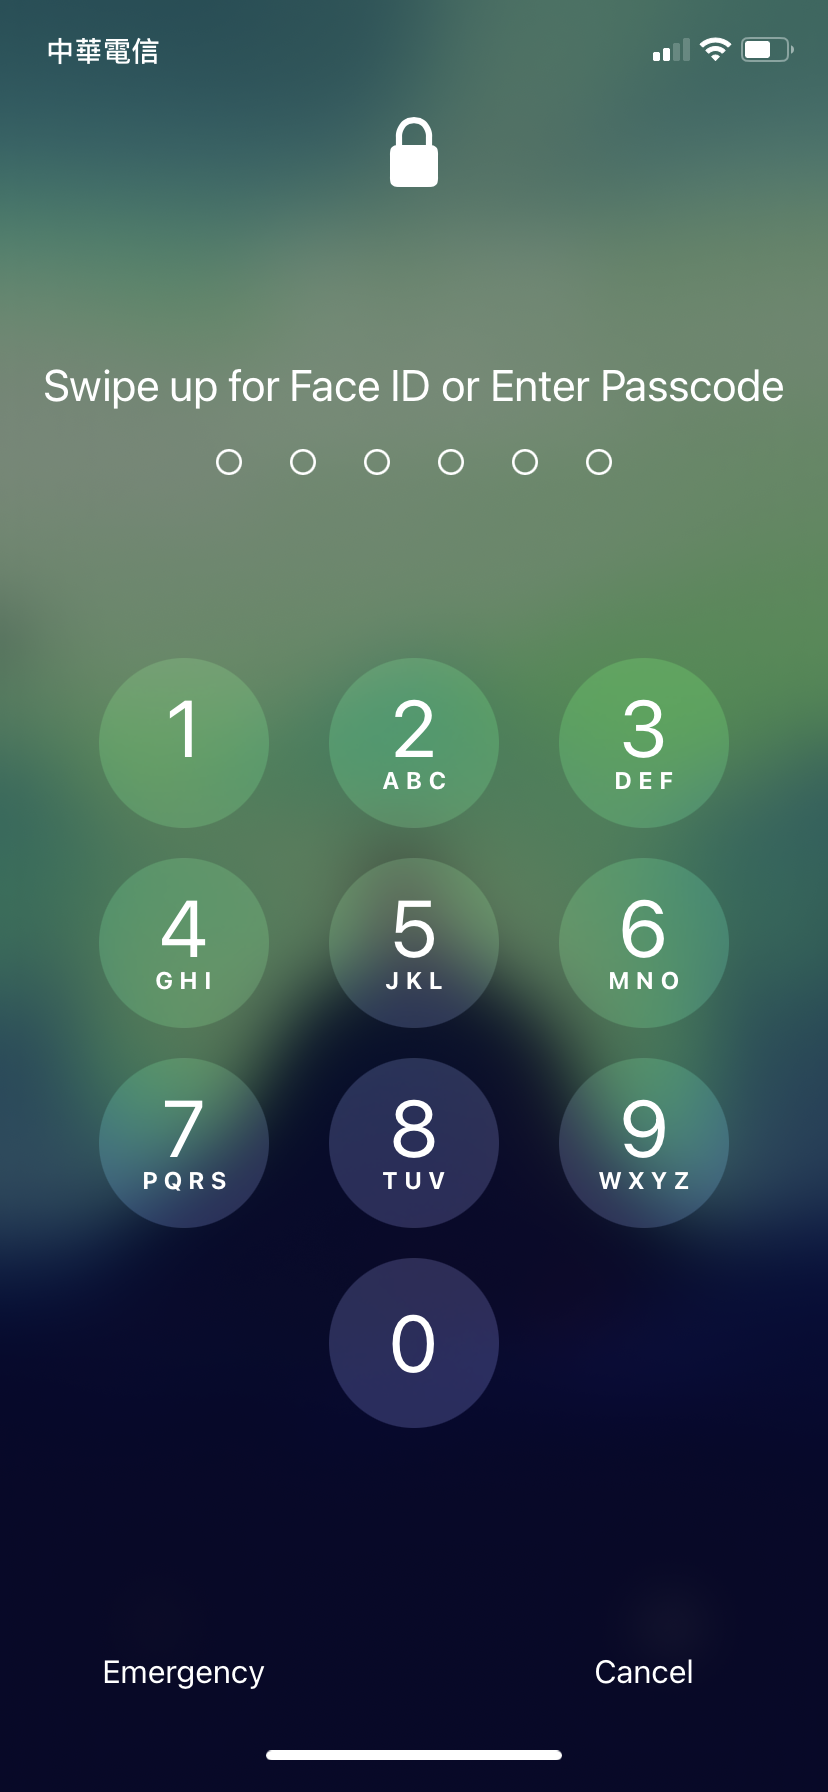 中華電信
Swipe up for Face ID or Enter Passcode
1
2
ABC
3
DEF
4
GHI
5
JKL
6
MNO
7
PQRS
8
TUV
9
WXYZ
0
Emergency
Cancel